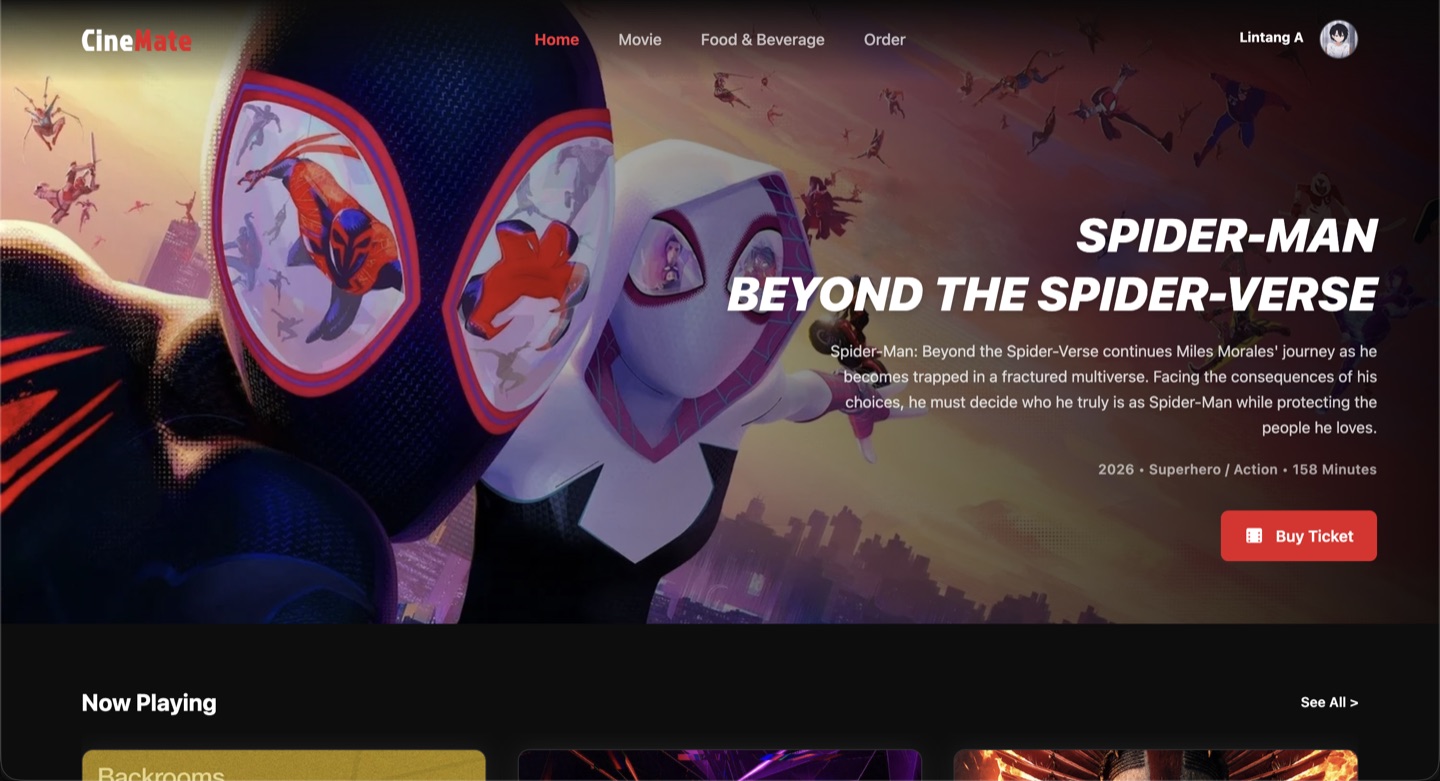 CineMate
Home
Movie
Food & Beverage
Order
Lintang A
SPIDER-MAN
BEYOND THE SPIDER-VERSE
Spider-Man: Beyond the Spider-Verse continues Miles Morales' journey as he
becomes trapped in a fractured multiverse. Facing the consequences of his
choices, he must decide who he truly is as Spider-Man while protecting the
people he loves.
2026 • Superhero / Action • 158 Minutes
Buy Ticket
Now Playing
See All >
Backrooms